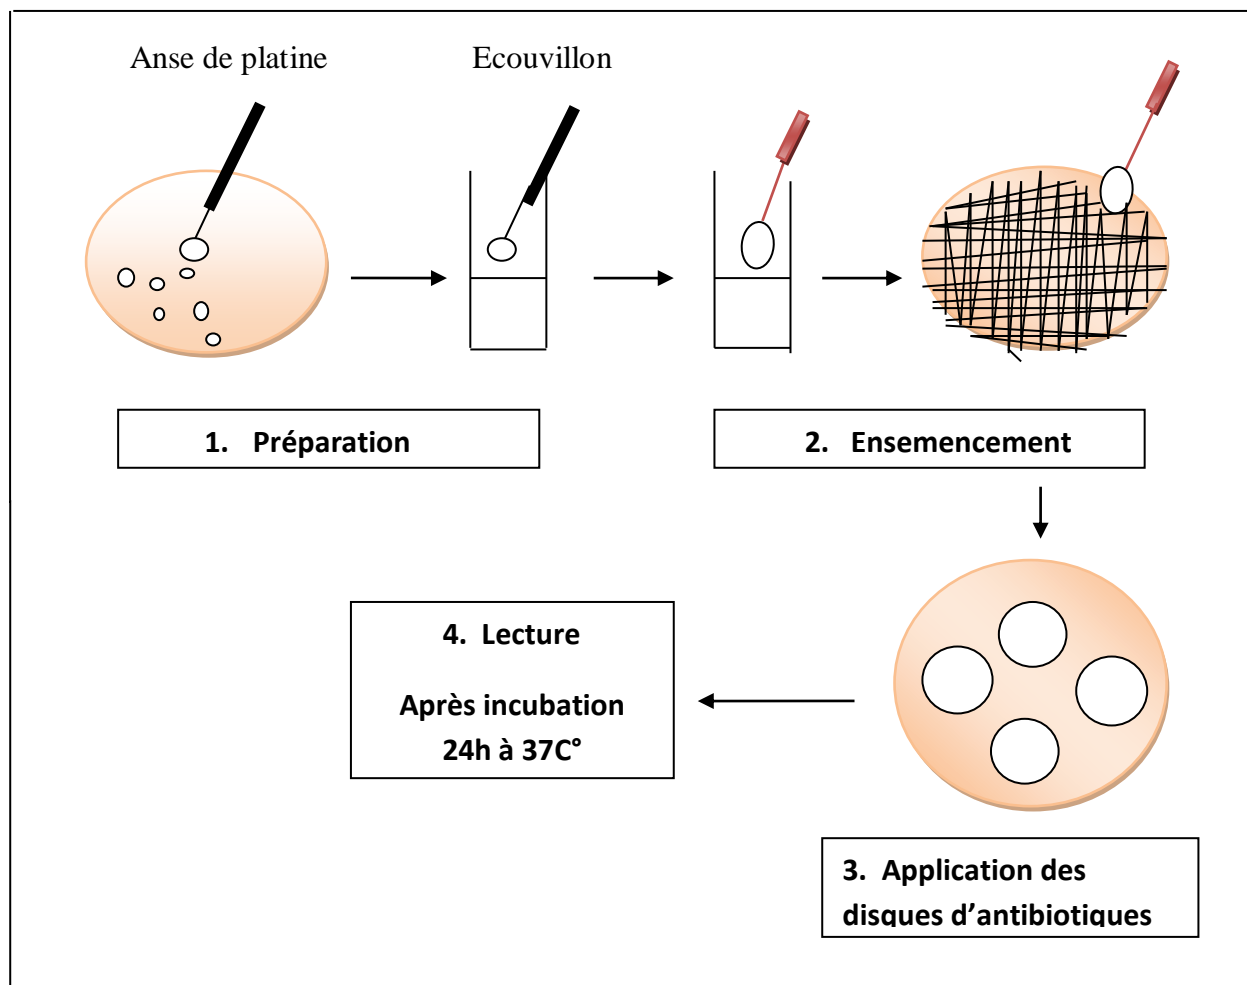 Anse de platine
Ecouvillon
1. Préparation
2. Ensemencement
3. Application des
disques d’antibiotiques
4. Lecture
Après incubation
24h à 37C°